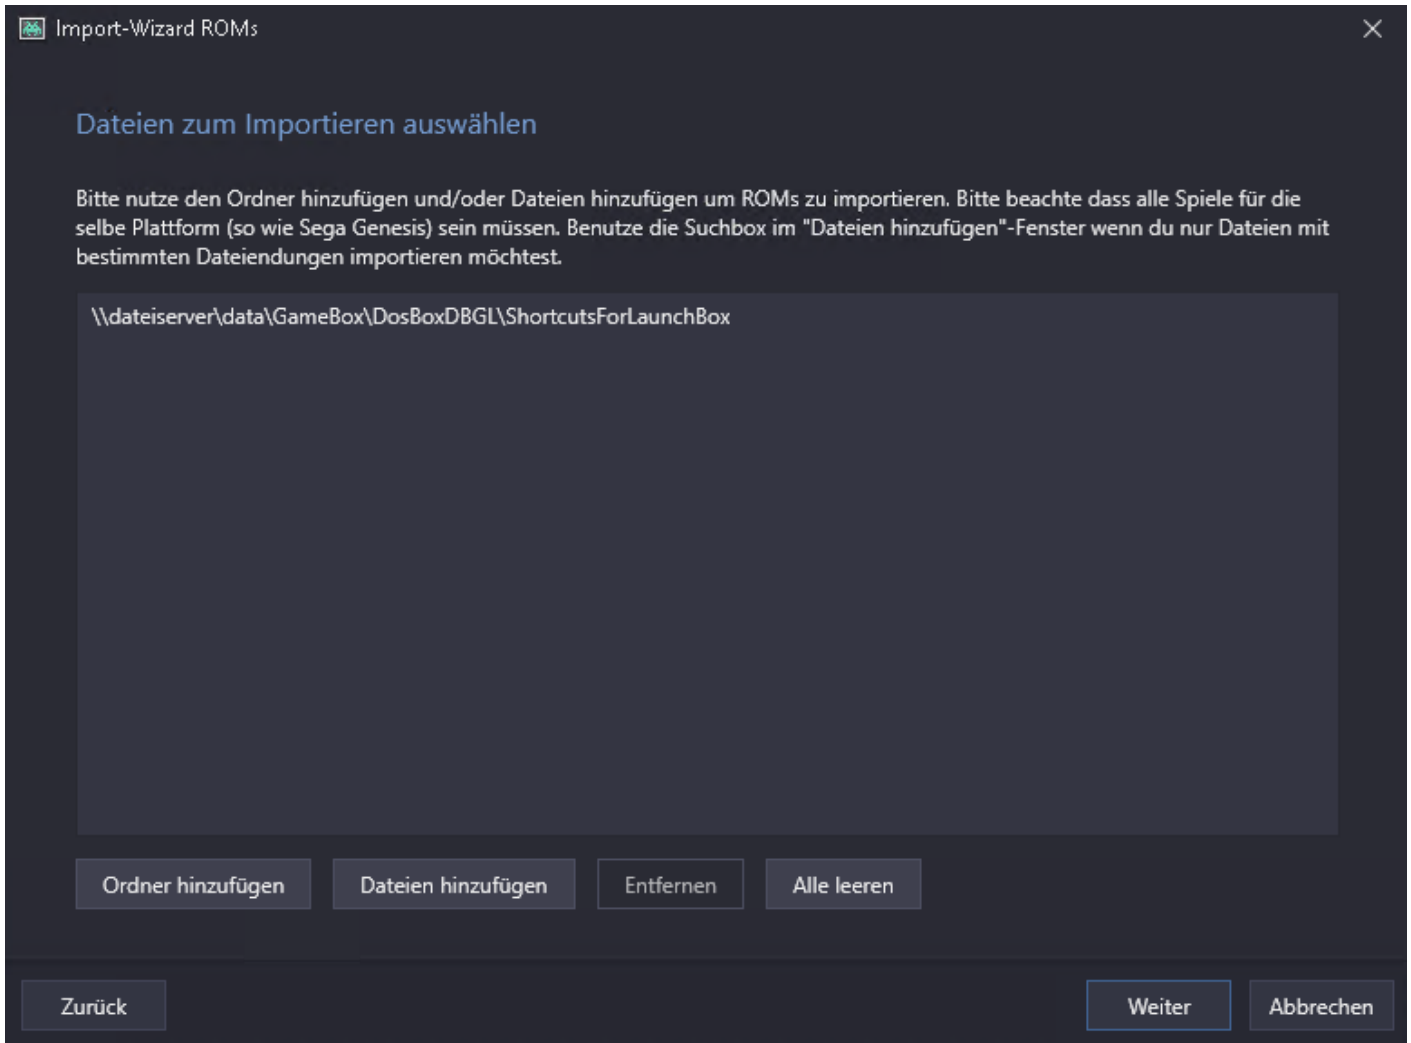 Import-Wizard ROMs
Dateien zum Importieren auswählen
Bitte nutze den Ordner hinzufügen und/oder Dateien hinzufügen um ROMs zu importieren. Bitte beachte dass alle Spiele für die
selbe Plattform (so wie Sega Genesis) sein müssen. Benutze die Suchbox im "Dateien hinzufügen"-Fenster wenn du nur Dateien mit
bestimmten Dateiendungen importieren möchtest.
\\dateiserver\data\GameBox\DosBoxDBGL\ShortcutsForLaunchBox
Ordner hinzufügen Dateien hinzufügen Entfernen Alle leeren
Zurück Weiter Abbrechen